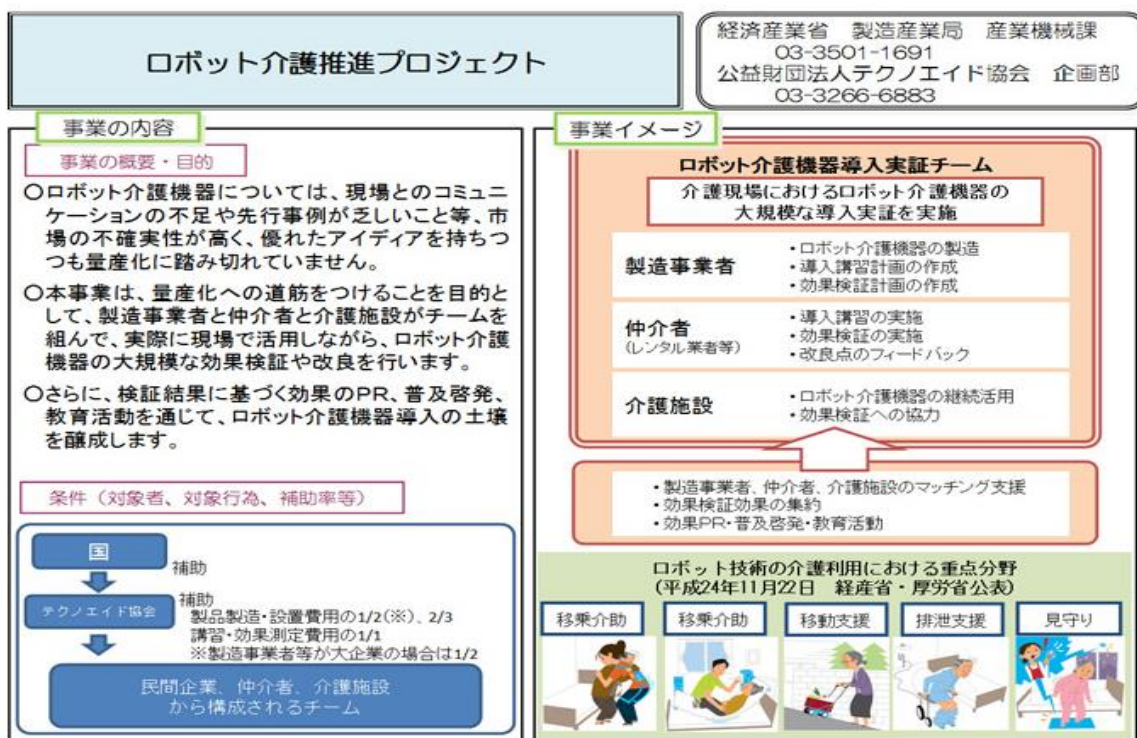 ロボット介護推進プロジェクト
経済産業省 製造産業局 産業機械課
03-3501-1691
公益財団法人テクノエイド協会 企画部
03-3266-6883
事業の内容
事業の概要・目的
○ロボット介護機器については、現場とのコミュニ
ケーションの不足や先行事例が乏しいこと等、市
場の不確実性が高く、優れたアイディアを持ちつ
つも量産化に踏み切れていません。
○本事業は、量産化への道筋をつけることを目的と
して、製造事業者と仲介者と介護施設がチームを
組んで、実際に現場で活用しながら、ロボット介護
機器の大規模な効果検証や改良を行います。
○さらに、検証結果に基づく効果のPR、普及啓発、
教育活動を通じて、ロボット介護機器導入の土壌
を醸成します。
条件（対象者、対象行為、補助率等）
国
補助
テクノエイド協会
補助
製品製造・設置費用の1/2(※)、2/3
講習・効果測定費用の1/1
※製造事業者等が大企業の場合は1/2
民間企業、仲介者、介護施設
から構成されるチーム
事業イメージ
ロボット介護機器導入実証チーム
介護現場におけるロボット介護機器の
大規模な導入実証を実施
製造事業者
・ロボット介護機器の製造
・導入講習計画の作成
・効果検証計画の作成
仲介者
(レンタル業者等)
・導入講習の実施
・効果検証の実施
・改良点のフィードバック
介護施設
・ロボット介護機器の継続活用
・効果検証への協力
・製造事業者、仲介者、介護施設のマッチング支援
・効果検証効果の集約
・効果PR・普及啓発・教育活動
ロボット技術の介護利用における重点分野
(平成24年11月22日 経産省・厚労省公表)
移乗介助
移乗介助
移動支援
排泄支援
見守り